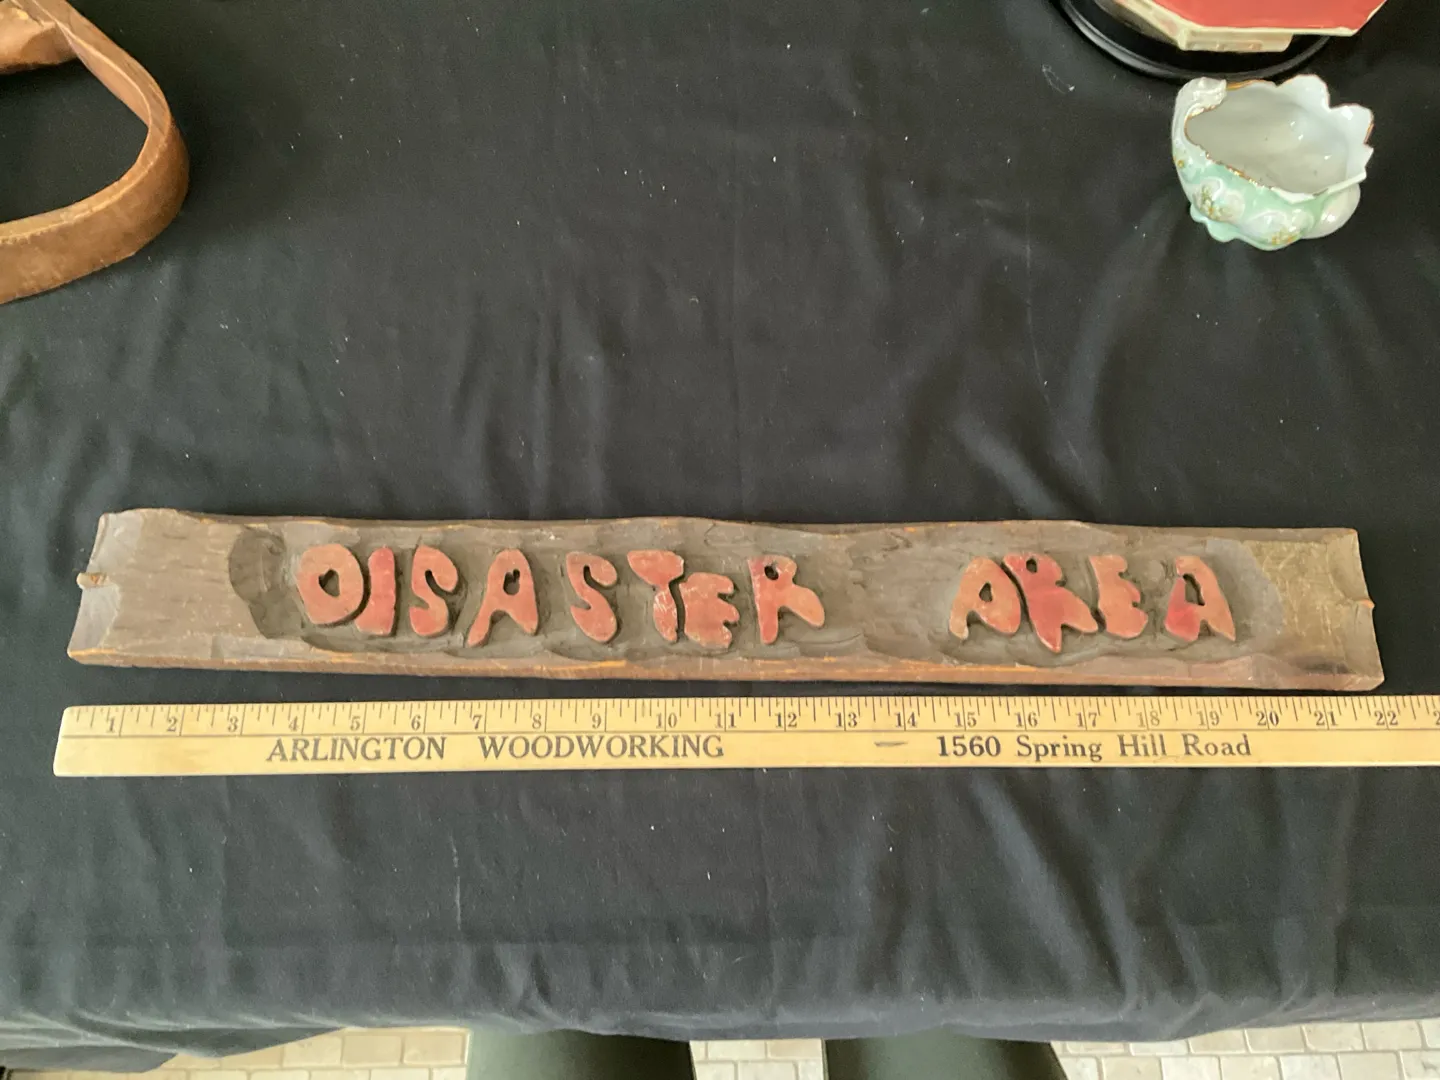 DISASTER AREA
1 2 3 4 5 6 7 8 9 10 11 12 13 14 15 16 17 18 19 20 21 22
ARLINGTON WOODWORKING — 1560 Spring Hill Road